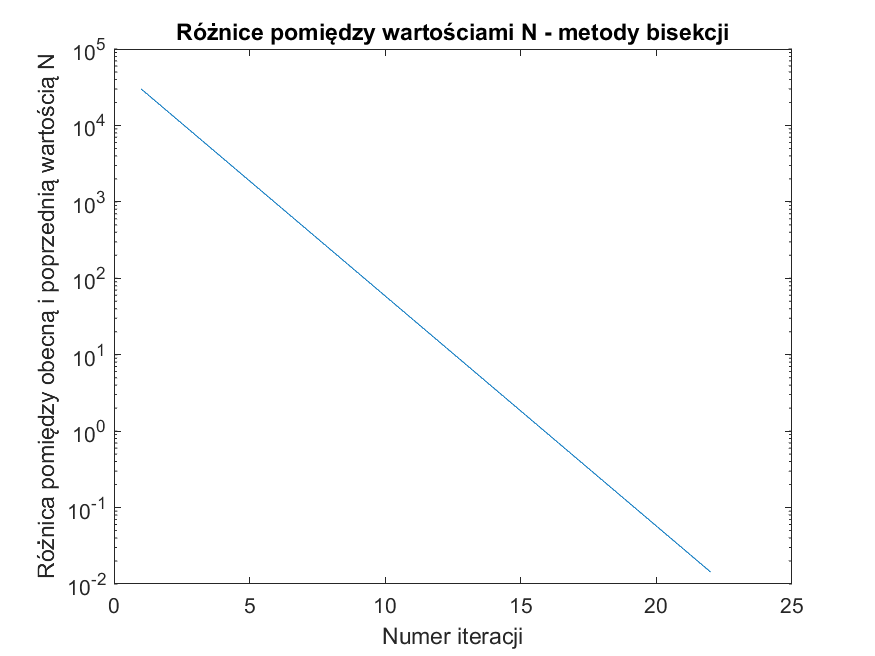 Różnice pomiędzy wartościami N - metody bisekcji
Różnica pomiędzy obecną i poprzednią wartością N
10^5
10^4
10^3
10^2
10^1
10^0
10^-1
10^-2
0 5 10 15 20 25
Numer iteracji